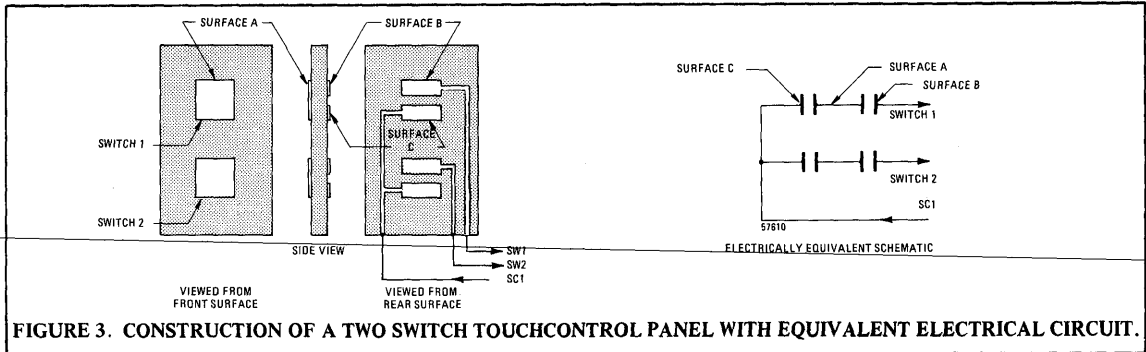 SURFACE A
SURFACE B
SURFACE
C
SWITCH 1
SWITCH 2
SIDE VIEW
SW1
SW2
SC1
VIEWED FROM
FRONT SURFACE
VIEWED FROM
REAR SURFACE
SURFACE C
SURFACE A
SURFACE B
SWITCH 1
SWITCH 2
SC1
57610
ELECTRICALLY EQUIVALENT SCHEMATIC
FIGURE 3. CONSTRUCTION OF A TWO SWITCH TOUCHCONTROL PANEL WITH EQUIVALENT ELECTRICAL CIRCUIT.